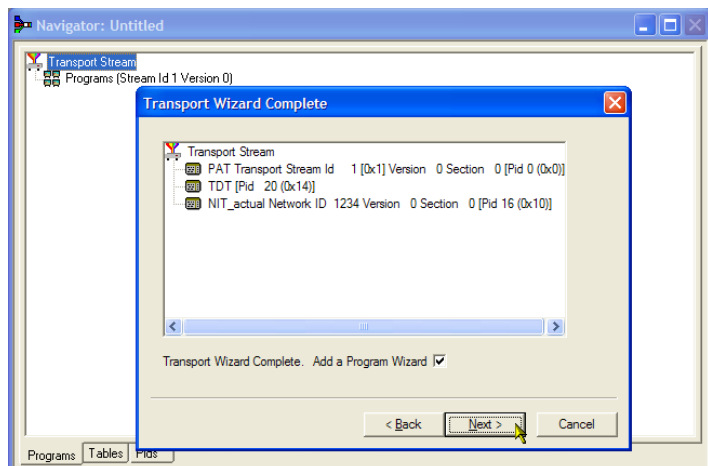 Navigator: Untitled
Transport Stream
Programs (Stream Id 1 Version 0)
Transport Wizard Complete
Transport Stream
PAT Transport Stream Id 1 [0x1] Version 0 Section 0 [Pid 0 (0x0)]
TDT [Pid 20 (0x14)]
NIT_actual Network ID 1234 Version 0 Section 0 [Pid 16 (0x10)]
Transport Wizard Complete. Add a Program Wizard
< Back Next > Cancel
Programs Tables Pids